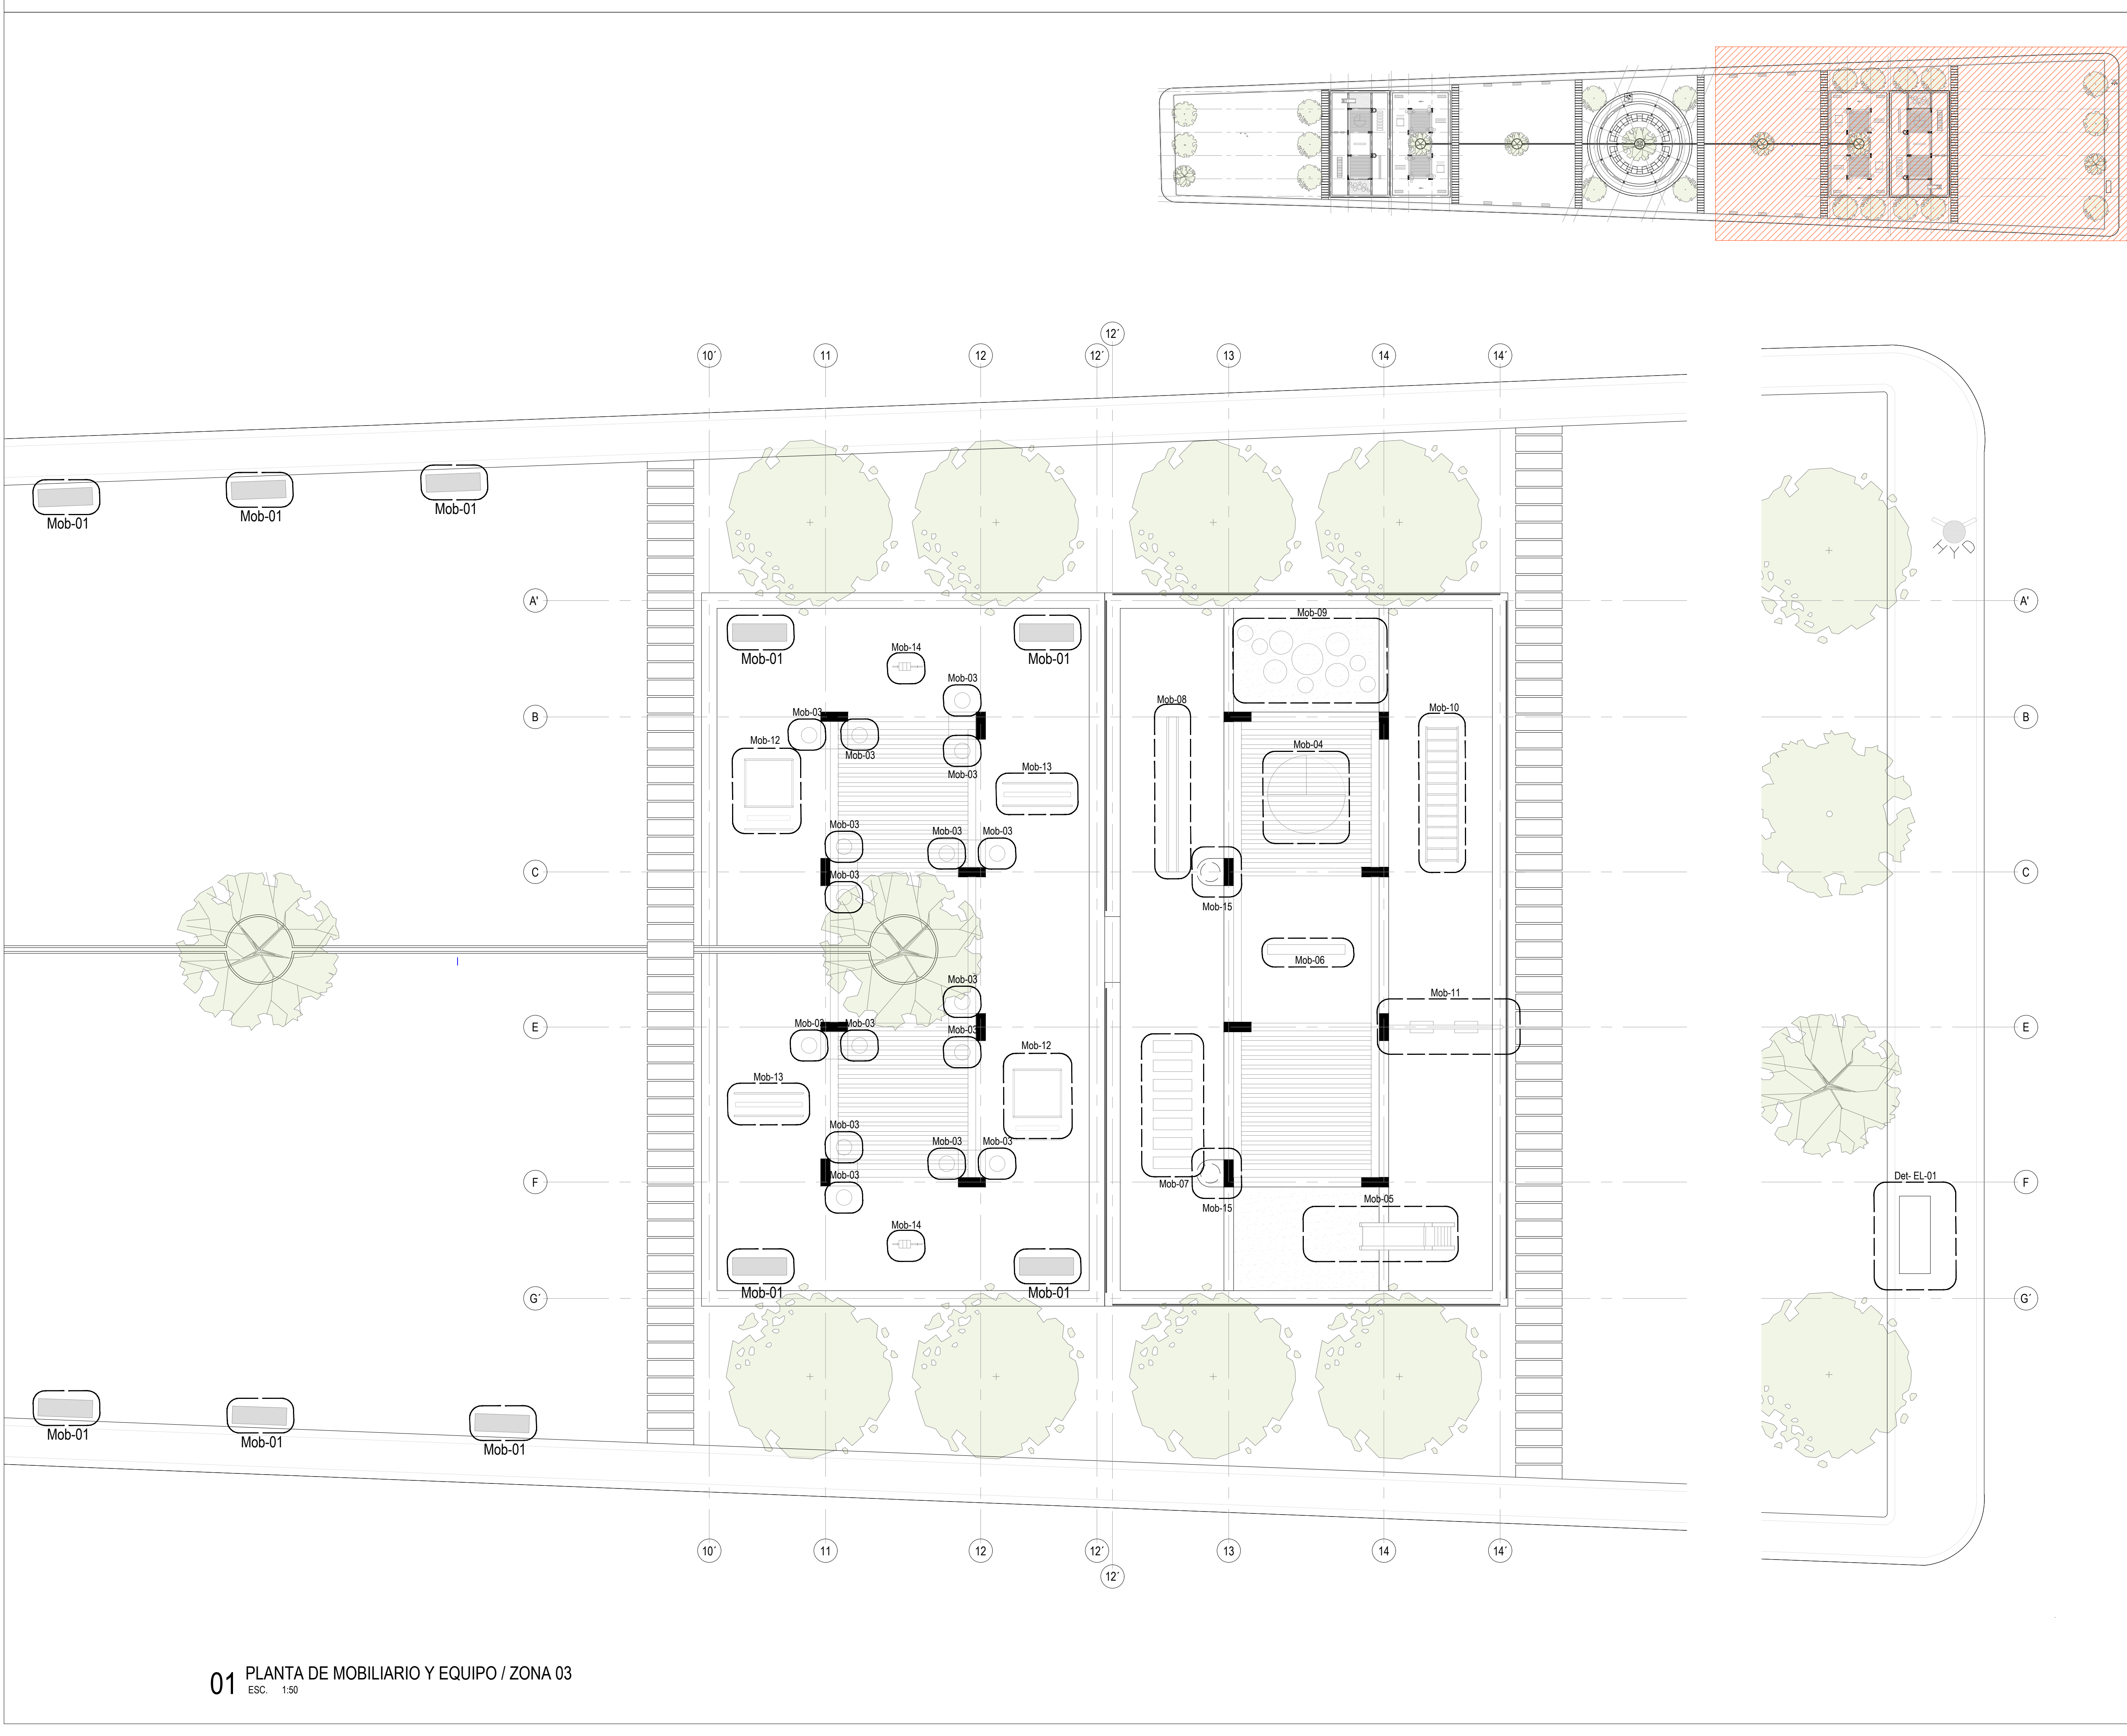 12´
10´ 11 12 12´ 13 14 14´
Mob-01 Mob-01 Mob-01
HYD
A' A'
Mob-09
Mob-01 Mob-14 Mob-01
Mob-03
Mob-08
Mob-10
Mob-03
B B
Mob-12 Mob-03 Mob-04
Mob-03 Mob-13
Mob-03 Mob-03 Mob-03
C C
Mob-03
Mob-15
Mob-06
Mob-03 Mob-11
Mob-03 Mob-03 Mob-03
E E
Mob-12
Mob-13
Mob-03
Mob-03 Mob-03
Mob-03 Det- EL-01
F F
Mob-07 Mob-05
Mob-15
Mob-14
Mob-01 Mob-01
G´ G´
Mob-01 Mob-01 Mob-01
10´ 11 12 12´ 13 14 14´
12´
01 PLANTA DE MOBILIARIO Y EQUIPO / ZONA 03
ESC. 1:50